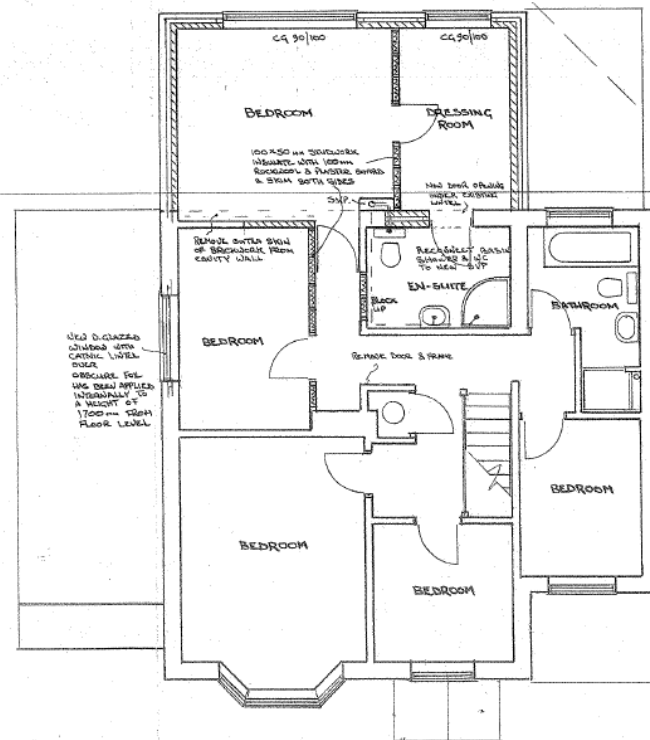 CG 90/100
CG 90/100
BEDROOM
DRESSING
ROOM
100 x 50 mm STUDWORK
INSULATE WITH 100mm
ROCKWOOL & PLASTER BOARD
& SKIM BOTH SIDES
NEW DOOR OPENING
UNDER EXISTING
LINTEL
S.V.P.
REMOVE OUTER SKIN
OF BRICKWORK FROM
CAVITY WALL
RECONNECT BASIN
SHOWER & WC
TO NEW SVP
EN-SUITE
BLOCK
UP
BATHROOM
NEW D.GLAZED
WINDOW WITH
CATNIC LINTEL
OVER
OBSCURE FOIL
HAS BEEN APPLIED
INTERNALLY TO
A HEIGHT OF
1700mm FROM
FLOOR LEVEL
BEDROOM
REMOVE DOOR & FRAME
BEDROOM
BEDROOM
BEDROOM